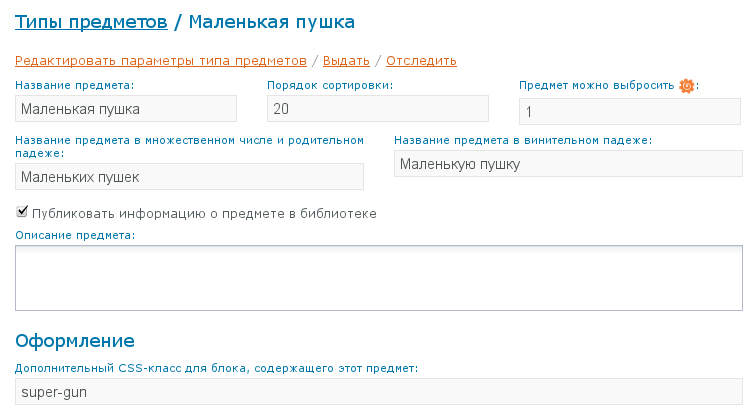 Типы предметов / Маленькая пушка
Редактировать параметры типа предметов / Выдать / Отследить
Название предмета: Порядок сортировки: Предмет можно выбросить :
Маленькая пушка 20 1
Название предмета в множественном числе и родительном падеже: Название предмета в винительном падеже:
Маленьких пушек Маленькую пушку
Публиковать информацию о предмете в библиотеке
Описание предмета:
Оформление
Дополнительный CSS-класс для блока, содержащего этот предмет:
super-gun